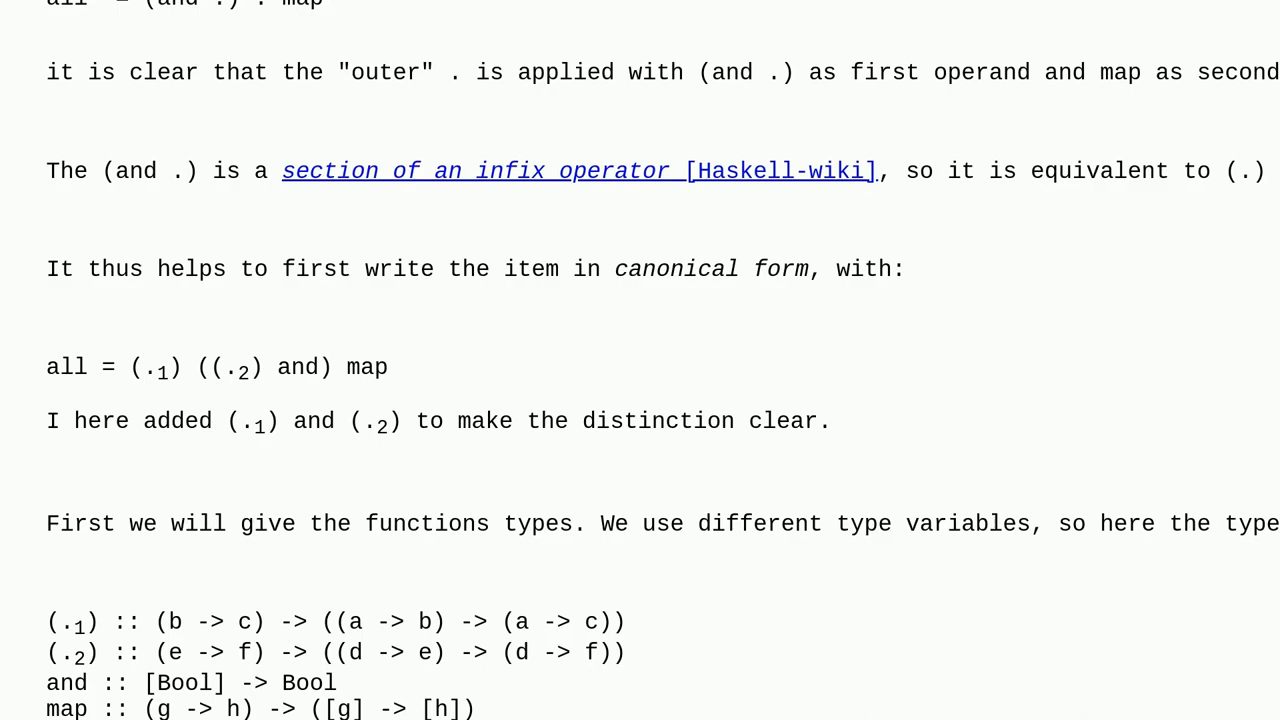 all = (and .) . map
it is clear that the "outer" . is applied with (and .) as first operand and map as second
The (and .) is a section of an infix operator [Haskell-wiki], so it is equivalent to (.)
It thus helps to first write the item in canonical form, with:
all = (.1) ((.2) and) map
I here added (.1) and (.2) to make the distinction clear.
First we will give the functions types. We use different type variables, so here the type
(.1) :: (b -> c) -> ((a -> b) -> (a -> c))
(.2) :: (e -> f) -> ((d -> e) -> (d -> f))
and :: [Bool] -> Bool
map :: (g -> h) -> ([g] -> [h])